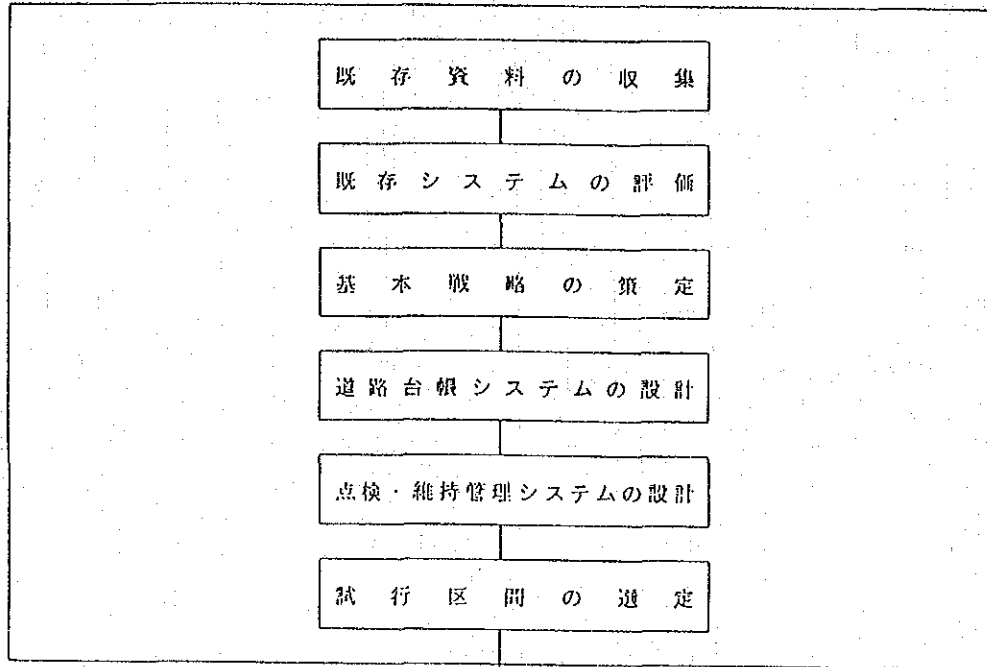 既存資料の収集
既存システムの評価
基本戦略の策定
道路台帳システムの設計
点検・維持管理システムの設計
試行区間の選定